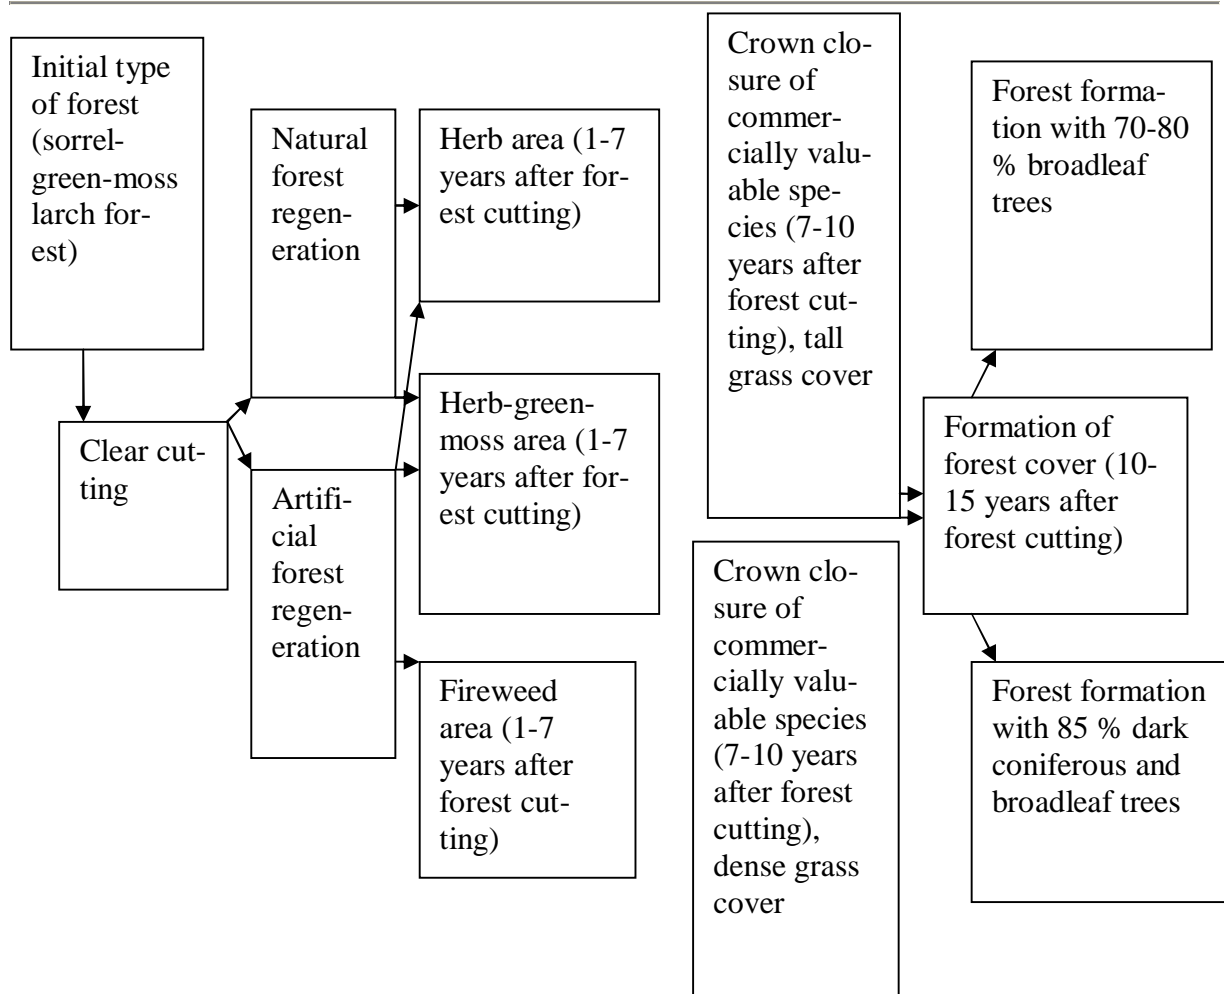 Initial type
of forest
(sorrel-
green-moss
larch for-
est)
Clear cut-
ting
Natural
forest
regen-
eration
Artifi-
cial
forest
regen-
eration
Herb area (1-7
years after for-
est cutting)
Herb-green-
moss area (1-7
years after for-
est cutting)
Fireweed
area (1-7
years after
forest cut-
ting)
Crown clo-
sure of
commer-
cially valu-
able spe-
cies (7-10
years after
forest cut-
ting), tall
grass cover
Crown clo-
sure of
commer-
cially valu-
able species
(7-10 years
after forest
cutting),
dense grass
cover
Formation of
forest cover (10-
15 years after
forest cutting)
Forest forma-
tion with 70-80
% broadleaf
trees
Forest formation
with 85 % dark
coniferous and
broadleaf trees